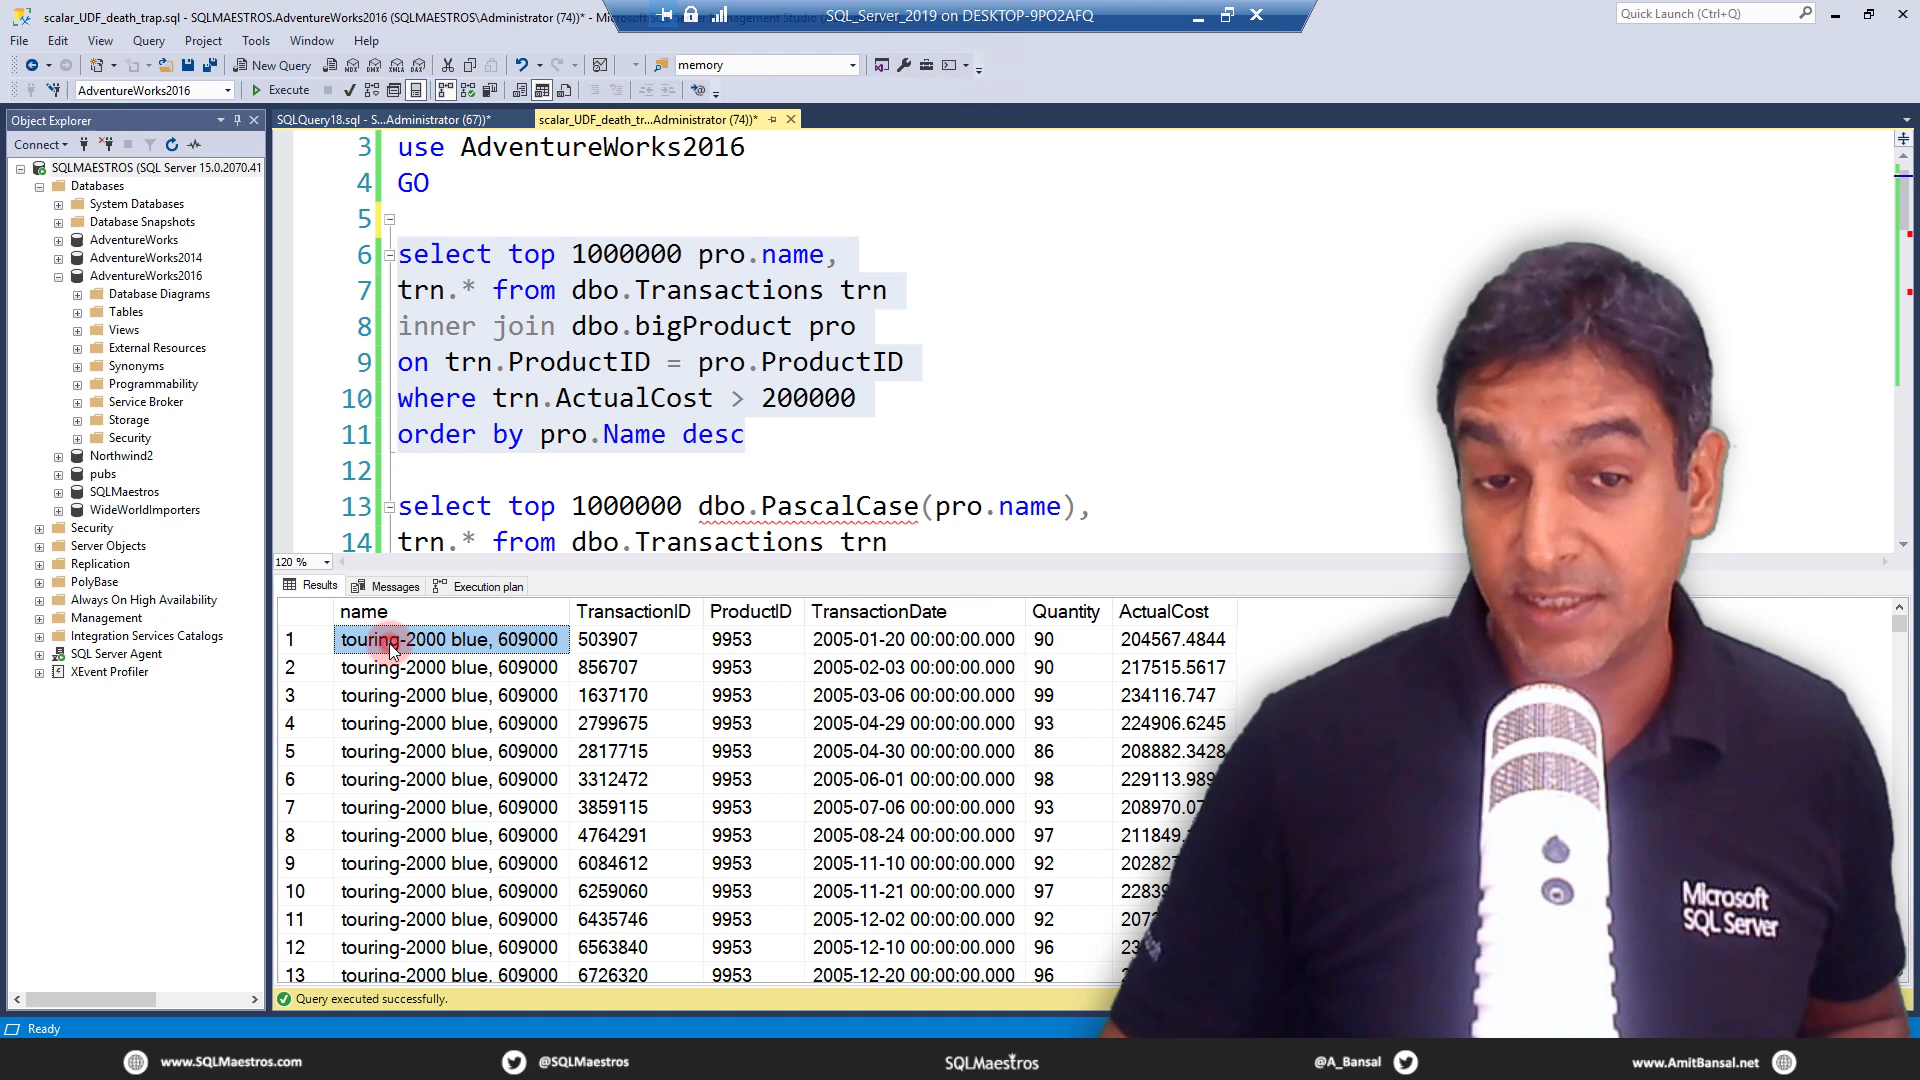 scalar_UDF_death_trap.sql - SQLMAESTROS.AdventureWorks2016 (SQLMAESTROS\Administrator (74))* - Microsoft SQL Server Management Studio
SQL_Server_2019 on DESKTOP-9PO2AFQ
Quick Launch (Ctrl+Q)
File Edit View Query Project Tools Window Help
New Query
MDX DMX XMLA DAX
memory
AdventureWorks2016
Execute
Object Explorer
SQLQuery18.sql - S...Administrator (67))*
scalar_UDF_death_tr...Administrator (74))*
Connect
SQLMAESTROS (SQL Server 15.0.2070.41
Databases
System Databases
Database Snapshots
AdventureWorks
AdventureWorks2014
AdventureWorks2016
Database Diagrams
Tables
Views
External Resources
Synonyms
Programmability
Service Broker
Storage
Security
Northwind2
pubs
SQLMaestros
WideWorldImporters
Security
Server Objects
Replication
PolyBase
Always On High Availability
Management
Integration Services Catalogs
SQL Server Agent
XEvent Profiler
3 use AdventureWorks2016
4 GO
5
6 select top 1000000 pro.name,
7 trn.* from dbo.Transactions trn
8 inner join dbo.bigProduct pro
9 on trn.ProductID = pro.ProductID
10 where trn.ActualCost > 200000
11 order by pro.Name desc
12
13 select top 1000000 dbo.PascalCase(pro.name),
14 trn.* from dbo.Transactions trn
120 %
Results Messages Execution plan
name TransactionID ProductID TransactionDate Quantity ActualCost
1 touring-2000 blue, 609000 503907 9953 2005-01-20 00:00:00.000 90 204567.4844
2 touring-2000 blue, 609000 856707 9953 2005-02-03 00:00:00.000 90 217515.5617
3 touring-2000 blue, 609000 1637170 9953 2005-03-06 00:00:00.000 99 234116.747
4 touring-2000 blue, 609000 2799675 9953 2005-04-29 00:00:00.000 93 224906.6245
5 touring-2000 blue, 609000 2817715 9953 2005-04-30 00:00:00.000 86 208882.3428
6 touring-2000 blue, 609000 3312472 9953 2005-06-01 00:00:00.000 98 229113.989
7 touring-2000 blue, 609000 3859115 9953 2005-07-06 00:00:00.000 93 208970.07
8 touring-2000 blue, 609000 4764291 9953 2005-08-24 00:00:00.000 97 211849.
9 touring-2000 blue, 609000 6084612 9953 2005-11-10 00:00:00.000 92 202827
10 touring-2000 blue, 609000 6259060 9953 2005-11-21 00:00:00.000 97 22839
11 touring-2000 blue, 609000 6435746 9953 2005-12-02 00:00:00.000 92 207
12 touring-2000 blue, 609000 6563840 9953 2005-12-10 00:00:00.000 96 23
13 touring-2000 blue, 609000 6726320 9953 2005-12-20 00:00:00.000 96
Query executed successfully.
Ready
Microsoft
SQL Server
www.SQLMaestros.com
@SQLMaestros
SQLMaestros
@A_Bansal
www.AmitBansal.net